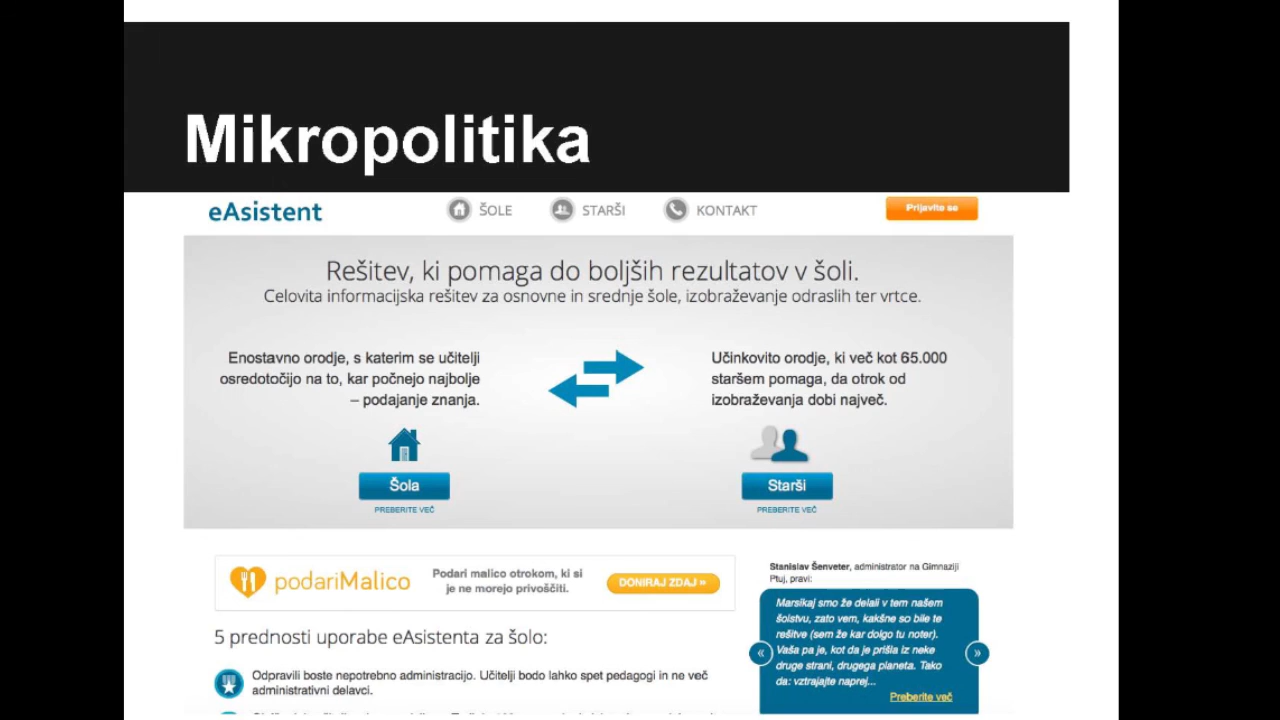 Mikropolitika
eAsistent
ŠOLE
STARŠI
KONTAKT
Prijavite se
Rešitev, ki pomaga do boljših rezultatov v šoli.
Celovita informacijska rešitev za osnovne in srednje šole, izobraževanje odraslih ter vrtce.
Enostavno orodje, s katerim se učitelji
osredotočijo na to, kar počnejo najbolje
– podajanje znanja.
Šola
PREBERITE VEČ
Učinkovito orodje, ki več kot 65.000
staršem pomaga, da otrok od
izobraževanja dobi največ.
Starši
PREBERITE VEČ
podariMalico
Podari malico otrokom, ki si
je ne morejo privoščiti.
DONIRAJ ZDAJ »
5 prednosti uporabe eAsistenta za šolo:
Odpravili boste nepotrebno administracijo. Učitelji bodo lahko spet pedagogi in ne več
administrativni delavci.
Stanislav Šenveter, administrator na Gimnaziji
Ptuj, pravi:
Marsikaj smo že delali v tem našem
šolstvu, zato vem, kakšne so bile te
rešitve (sem že kar dolgo tu noter).
Vaša pa je, kot da je prišla iz neke
druge strani, drugega planeta. Tako
da: vztrajajte naprej...
Preberite več